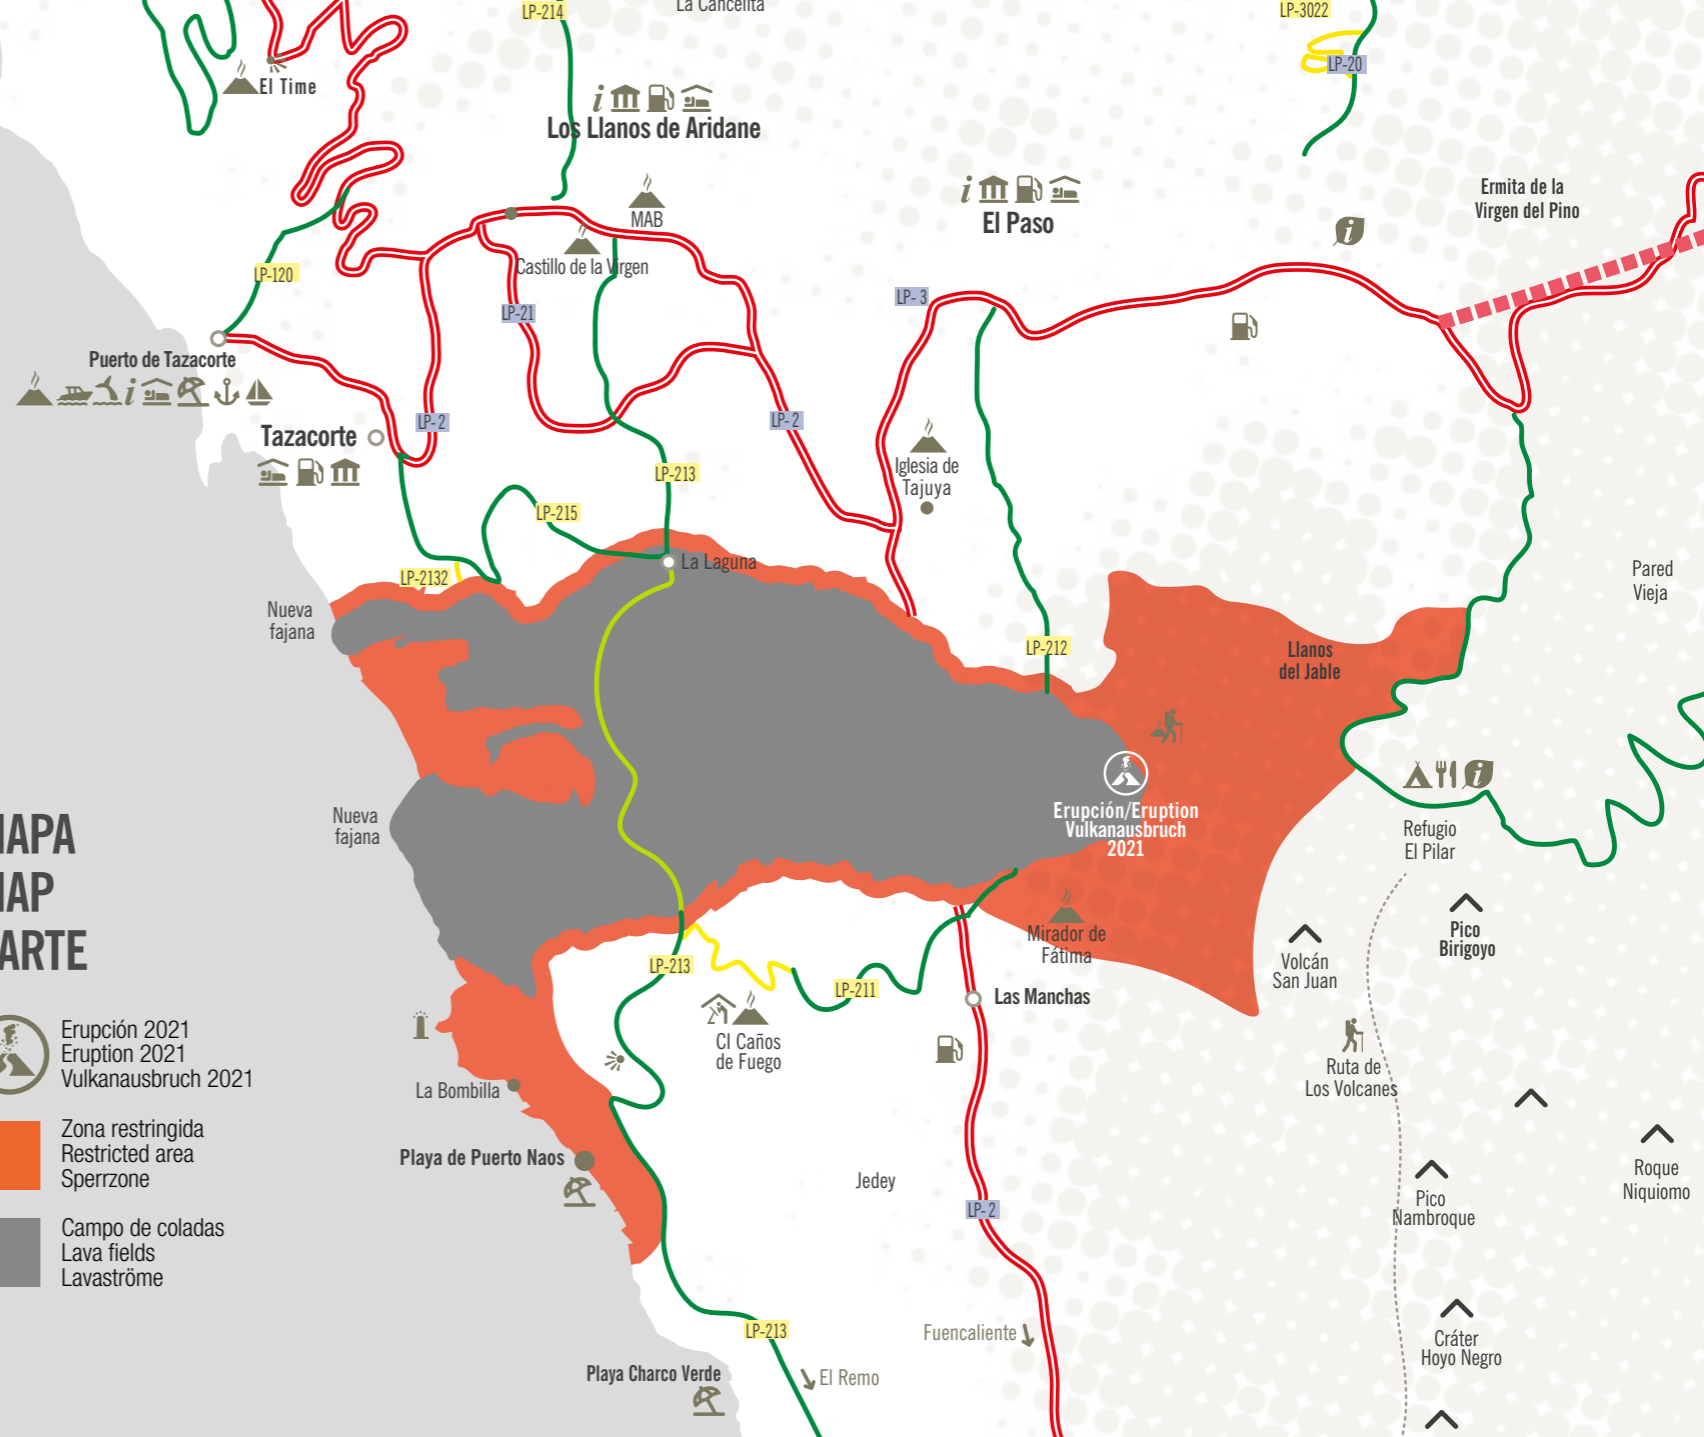 LP-214
La Cancelita
LP-3022
LP-20
El Time
Los Llanos de Aridane
MAB
Castillo de la Virgen
El Paso
Ermita de la
Virgen del Pino
LP-120
LP-21
LP- 3
Puerto de Tazacorte
Tazacorte
LP- 2
LP- 2
Iglesia de
Tajuya
LP-213
LP-215
LP-2132
La Laguna
Nueva
fajana
Pared
Vieja
LP-212
Llanos
del Jable
Nueva
fajana
Erupción/Eruption
Vulkanausbruch
2021
Refugio
El Pilar
Pico
Birigoyo
Mirador de
Fátima
Volcán
San Juan
LP-213
LP-211
Las Manchas
CI Caños
de Fuego
Ruta de
Los Volcanes
La Bombilla
Playa de Puerto Naos
Jedey
LP- 2
Pico
Nambroque
Roque
Niquiomo
LP-213
Fuencaliente
Cráter
Hoyo Negro
Playa Charco Verde
El Remo
IAPA
IAP
ARTE
Erupción 2021
Eruption 2021
Vulkanausbruch 2021
Zona restringida
Restricted area
Sperrzone
Campo de coladas
Lava fields
Lavaströme